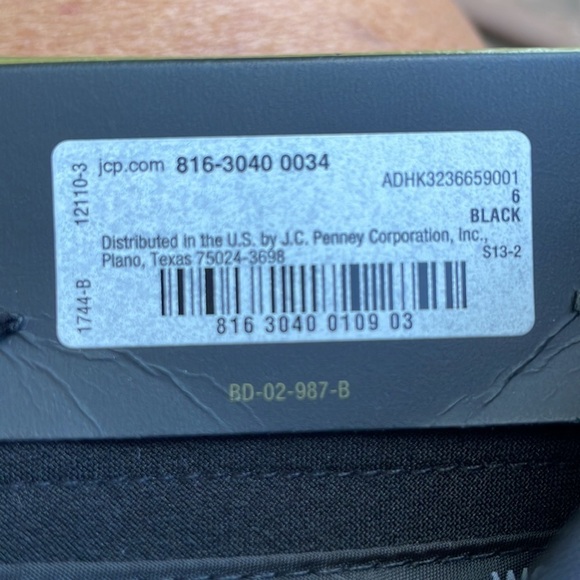 jcp.com 816-3040 0034
12110-3
ADHK3236659001
6
BLACK
Distributed in the U.S. by J.C. Penney Corporation, Inc.,
Plano, Texas 75024-3698
S13-2
1744-B
816 3040 0109 03
BD-02-987-B